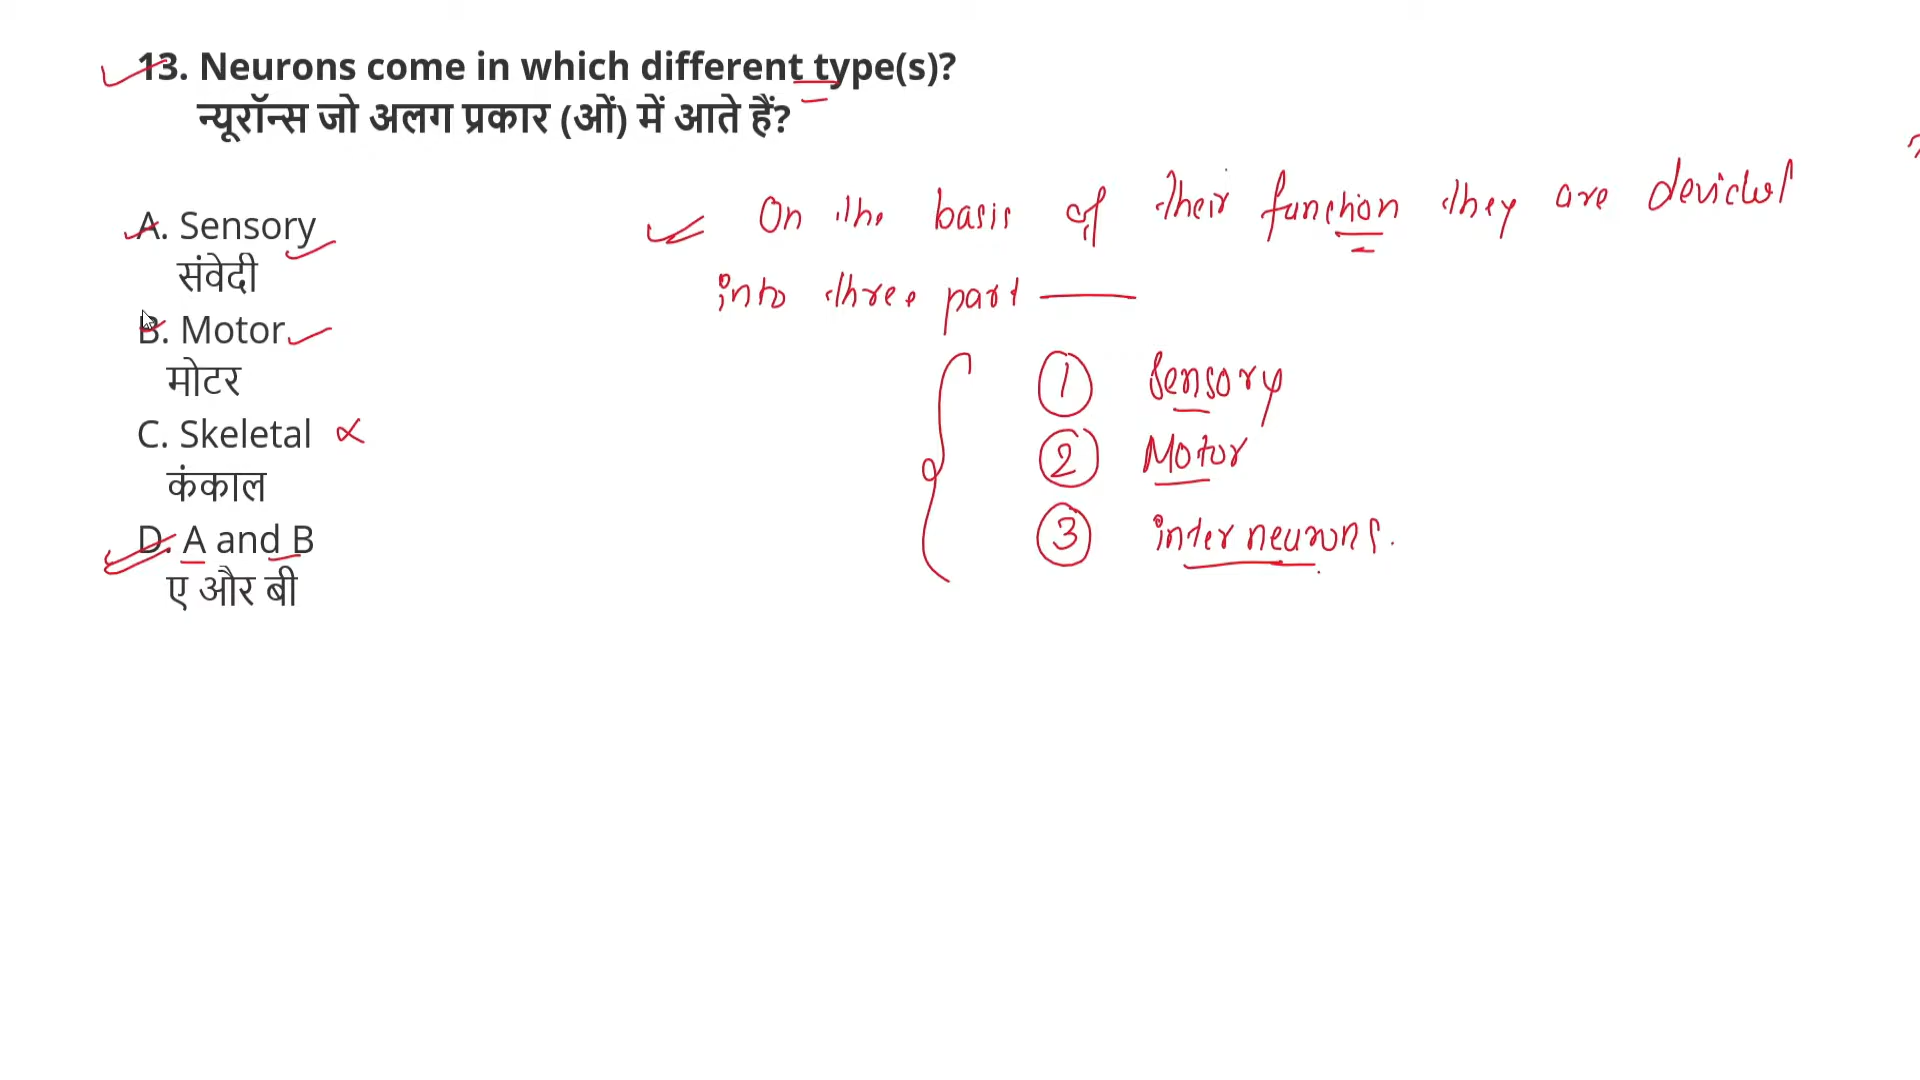 13. Neurons come in which different type(s)?
न्यूरॉन्स जो अलग प्रकार (ओं) में आते हैं?
A. Sensory
संवेदी
B. Motor
मोटर
C. Skeletal
कंकाल
D. A and B
ए और बी
On the basis of their function they are devided
into three part
1 Sensory
2 Motor
3 inter neurons.